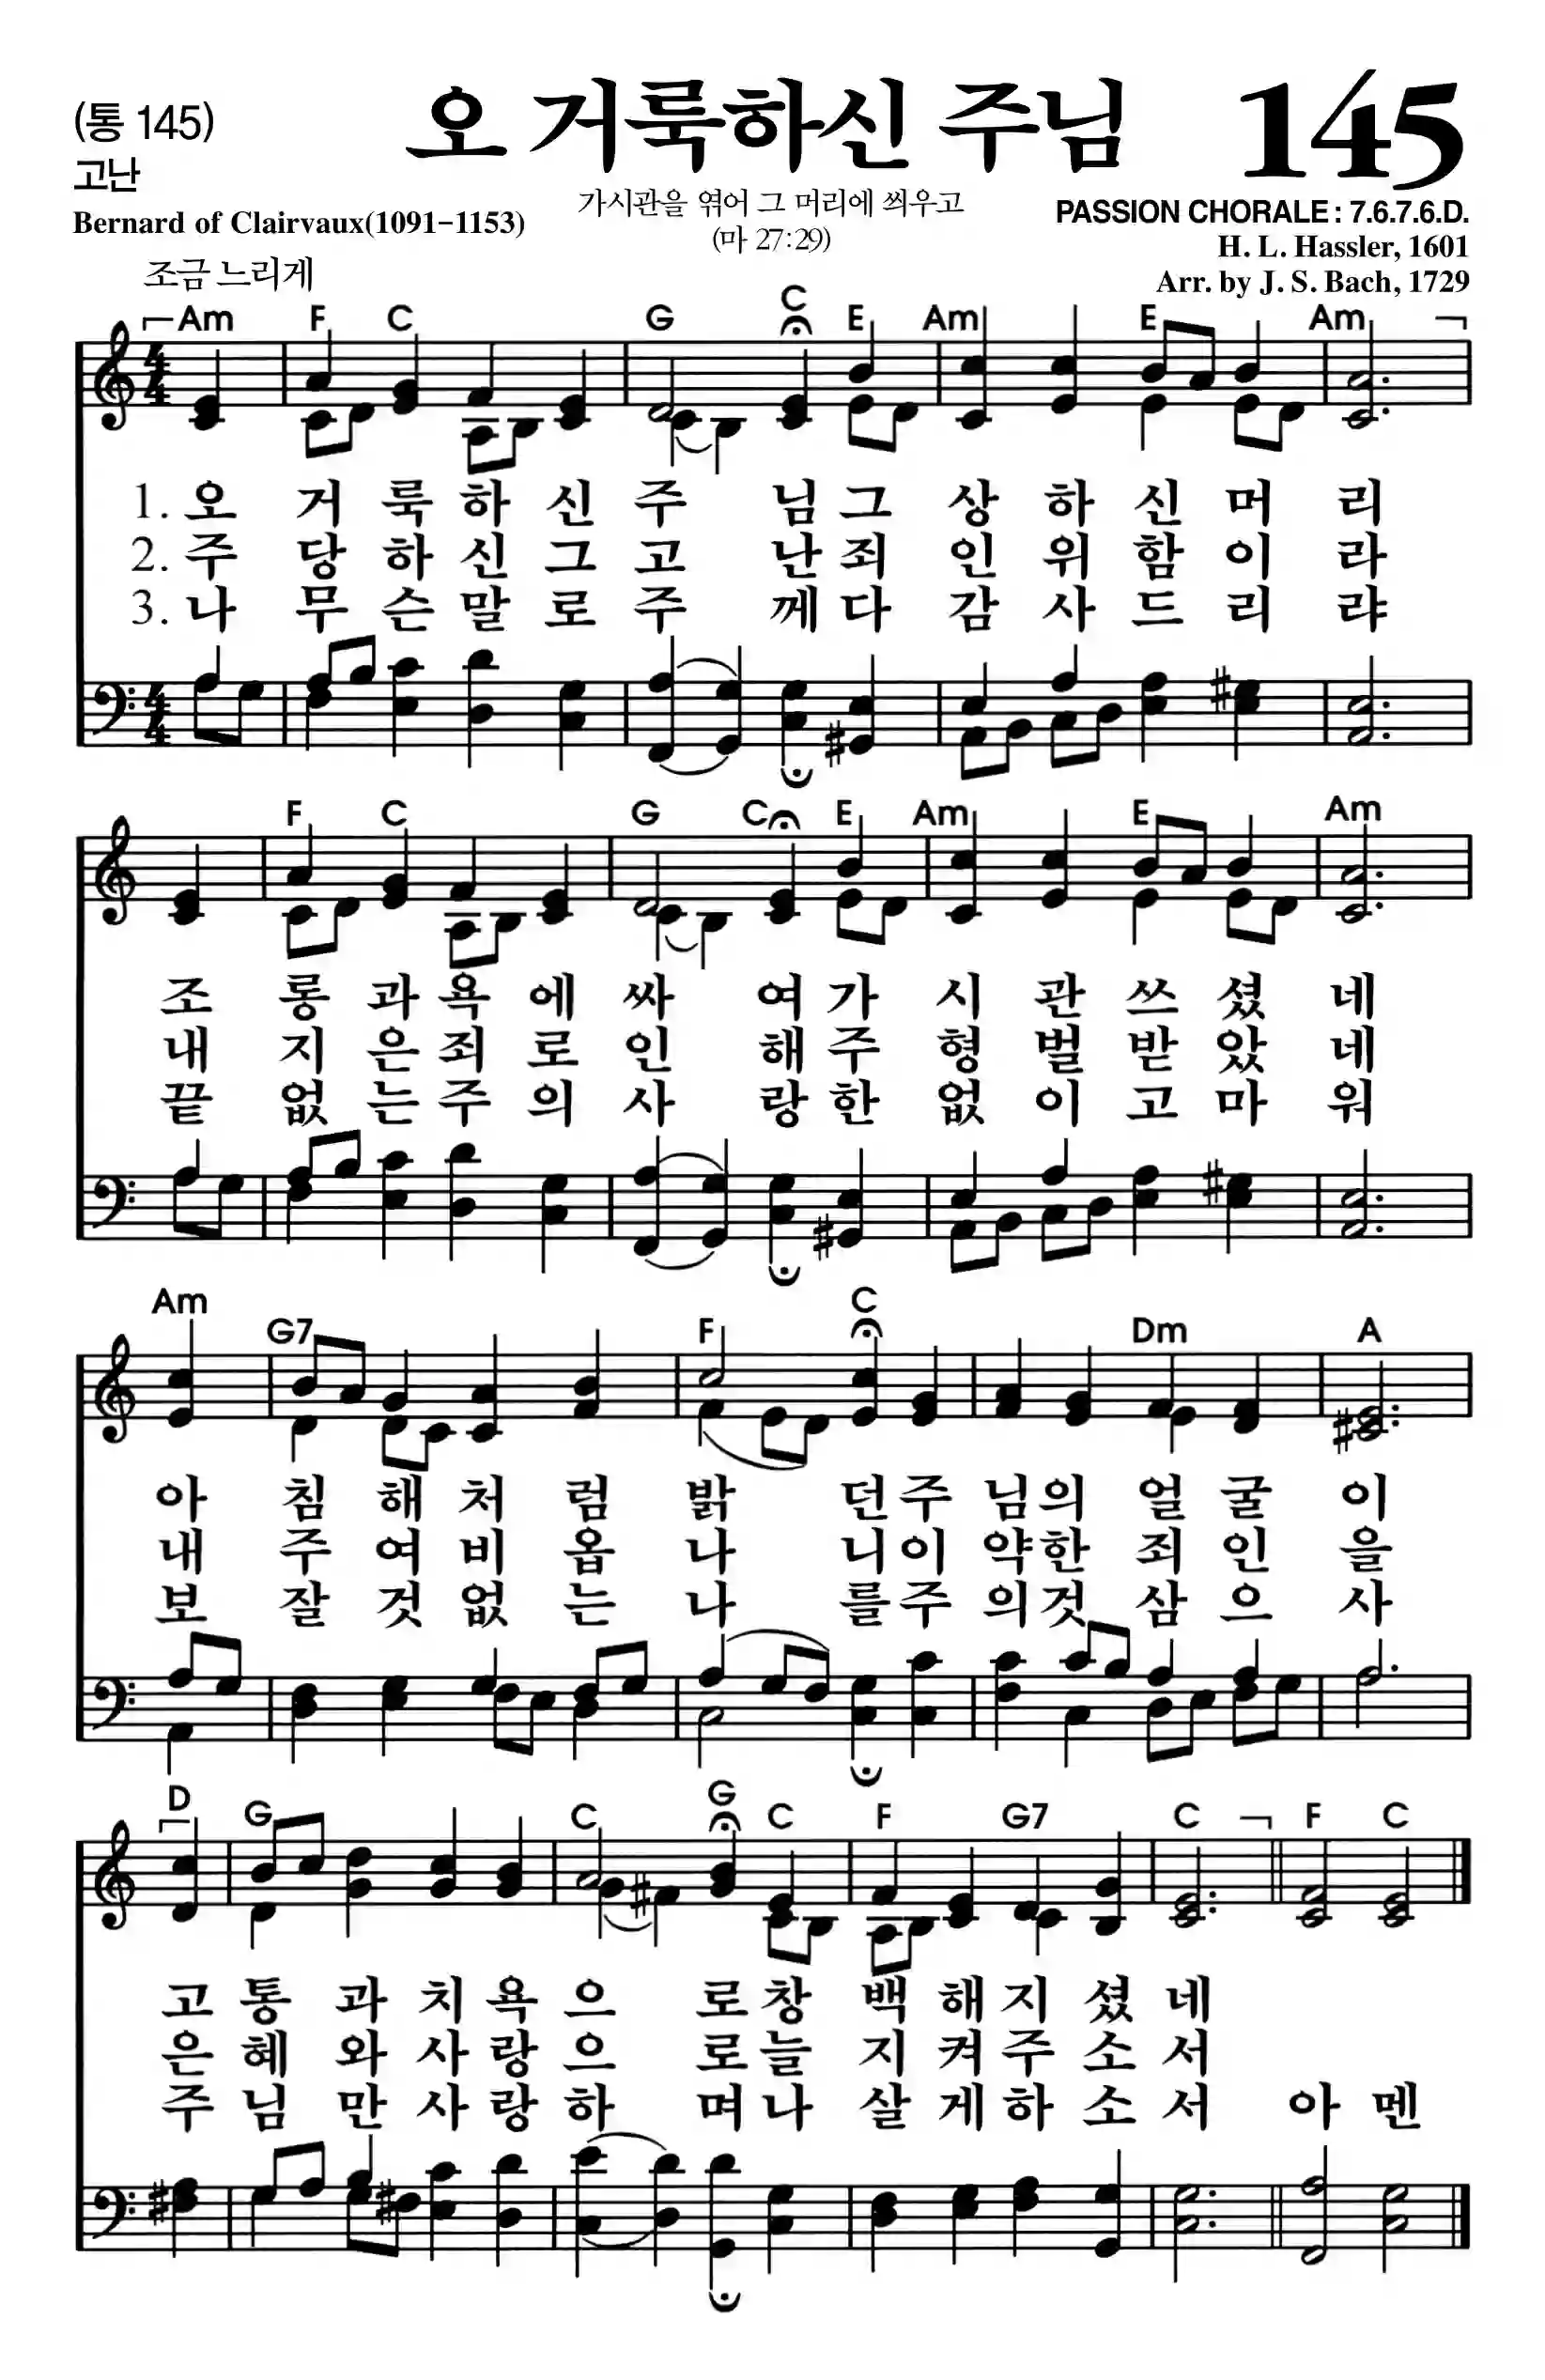 (통 145)
오 거룩하신 주님
145
고난
가시관을 엮어 그 머리에 씌우고
(마 27:29)
Bernard of Clairvaux(1091–1153)
PASSION CHORALE : 7.6.7.6.D.
H. L. Hassler, 1601
Arr. by J. S. Bach, 1729
조금 느리게
Am F C G C E Am E Am
1. 오 거 룩 하 신 주 님 그 상 하 신 머 리
2. 주 당 하 신 그 고 난 죄 인 위 함 이 라
3. 나 무 슨 말 로 주 께 다 감 사 드 리 랴
F C G C E Am E Am
조 롱 과 욕 에 싸 여 가 시 관 쓰 셨 네
내 지 은 죄 로 인 해 주 형 벌 받 았 네
끝 없 는 주 의 사 랑 한 없 이 고 마 워
Am G7 F C Dm A
아 침 해 처 럼 밝 던 주 님 의 얼 굴 이
내 주 여 비 옵 나 니 이 약 한 죄 인 을
보 잘 것 없 는 나 를 주 의 것 삼 으 사
D G C G C F G7 C F C
고 통 과 치 욕 으 로 창 백 해 지 셨 네
은 혜 와 사 랑 으 로 늘 지 켜 주 소 서
주 님 만 사 랑 하 며 나 살 게 하 소 서 아 멘